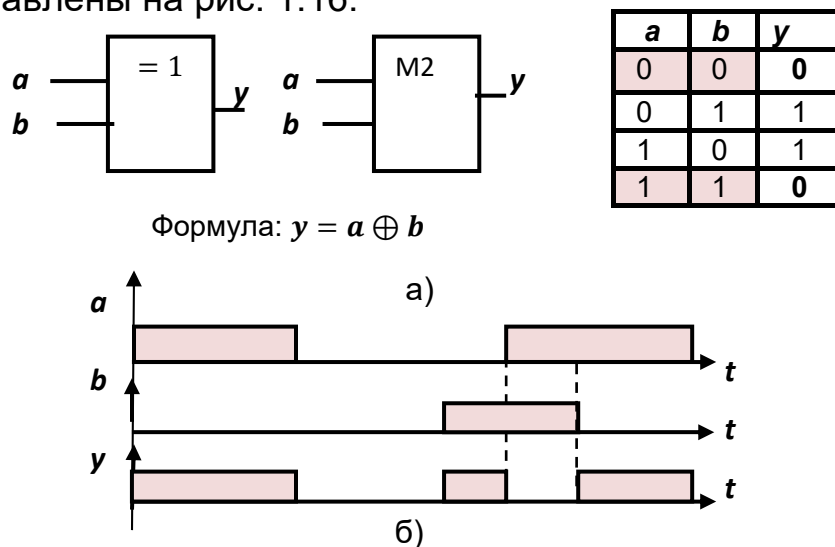 авлены на рис. 1.16.
a
b
= 1
y
a
b
M2
y
a b y
0 0 0
0 1 1
1 0 1
1 1 0
Формула: y = a ⊕ b
а)
a
t
b
t
y
t
б)